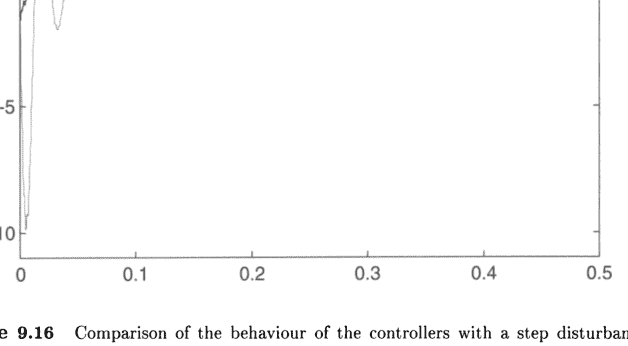 -5
10
0 0.1 0.2 0.3 0.4 0.5
e 9.16 Comparison of the behaviour of the controllers with a step disturban